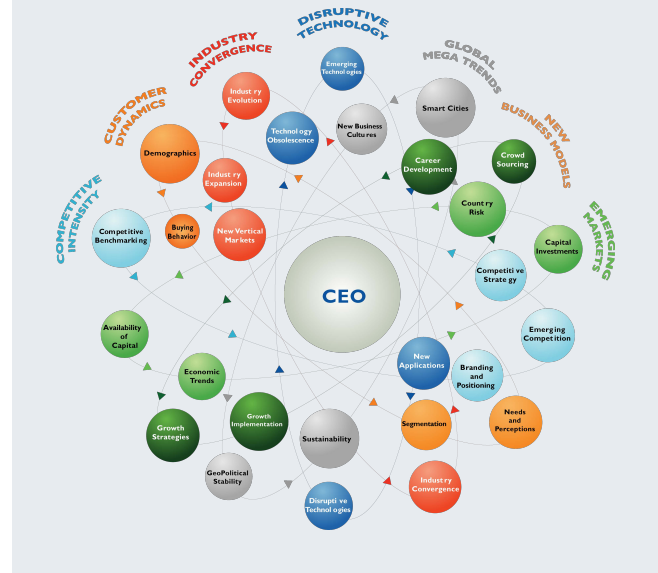 DISRUPTIVE
TECHNOLOGY
INDUSTRY
CONVERGENCE
GLOBAL
MEGA TRENDS
CUSTOMER
DYNAMICS
NEW
BUSINESS MODELS
COMPETITIVE
INTENSITY
EMERGING
MARKETS
Emerging
Technologies
Industry
Evolution
Smart Cities
Technology
Obsolescence
New Business
Cultures
Demographics
Career
Development
Crowd
Sourcing
Industry
Expansion
Country
Risk
Buying
Behavior
New Vertical
Markets
Competitive
Benchmarking
Capital
Investments
Competitive
Strategy
CEO
Availability
of
Capital
Emerging
Competition
New
Applications
Economic
Trends
Branding
and
Positioning
Growth
Strategies
Growth
Implementation
Sustainability
Segmentation
Needs
and
Perceptions
GeoPolitical
Stability
Industry
Convergence
Disruptive
Technologies